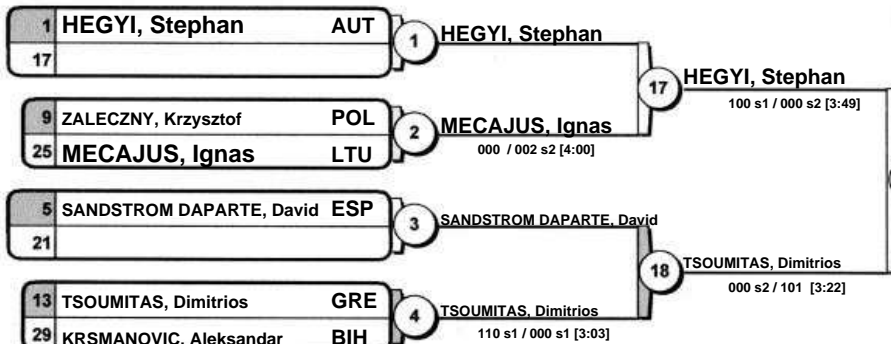 1 HEGYI, Stephan AUT
17
1 HEGYI, Stephan
9 ZALECZNY, Krzysztof POL
25 MECAJUS, Ignas LTU
2 MECAJUS, Ignas
000 / 002 s2 [4:00]
17 HEGYI, Stephan
100 s1 / 000 s2 [3:49]
5 SANDSTROM DAPARTE, David ESP
21
3 SANDSTROM DAPARTE, David
13 TSOUMITAS, Dimitrios GRE
29 KRSMANOVIC, Aleksandar BIH
4 TSOUMITAS, Dimitrios
110 s1 / 000 s1 [3:03]
18 TSOUMITAS, Dimitrios
000 s2 / 101 [3:22]